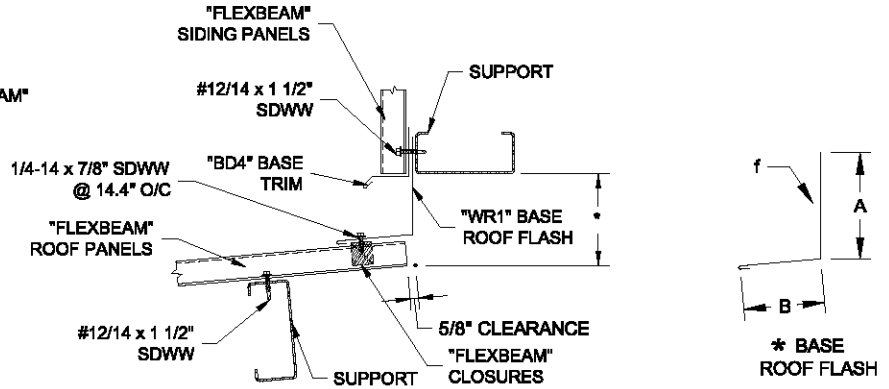 "FLEXBEAM"
SIDING PANELS
AM"
#12/14 x 1 1/2"
SDWW
SUPPORT
1/4-14 x 7/8" SDWW
@ 14.4" O/C
"BD4" BASE
TRIM
*
"WR1" BASE
ROOF FLASH
"FLEXBEAM"
ROOF PANELS
5/8" CLEARANCE
#12/14 x 1 1/2"
SDWW
SUPPORT
"FLEXBEAM"
CLOSURES
f
A
B
* BASE
ROOF FLASH